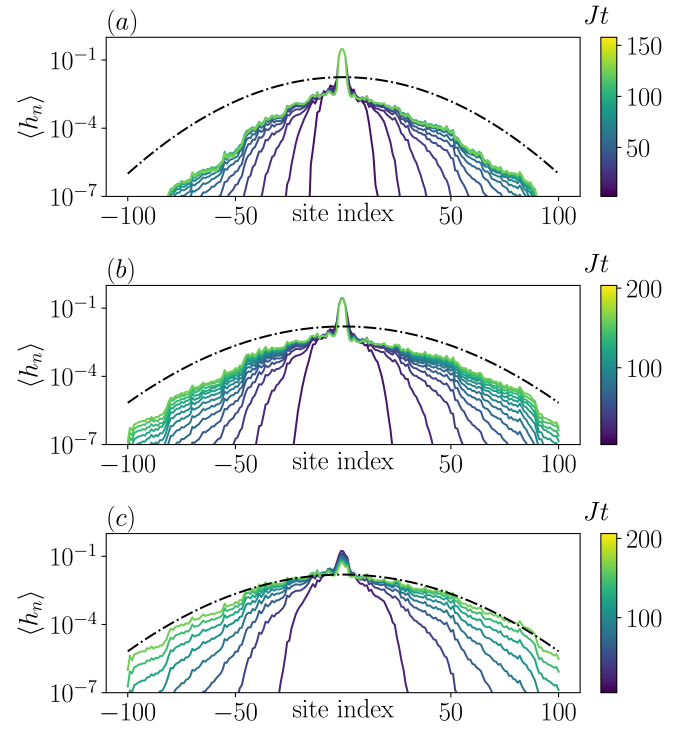 (a)
Jt
⟨h_n⟩
10^{-1}
10^{-4}
10^{-7}
−100 −50 site index 50 100
150
100
50
(b)
Jt
⟨h_n⟩
10^{-1}
10^{-4}
10^{-7}
−100 −50 site index 50 100
200
100
(c)
Jt
⟨h_n⟩
10^{-1}
10^{-4}
10^{-7}
−100 −50 site index 50 100
200
100